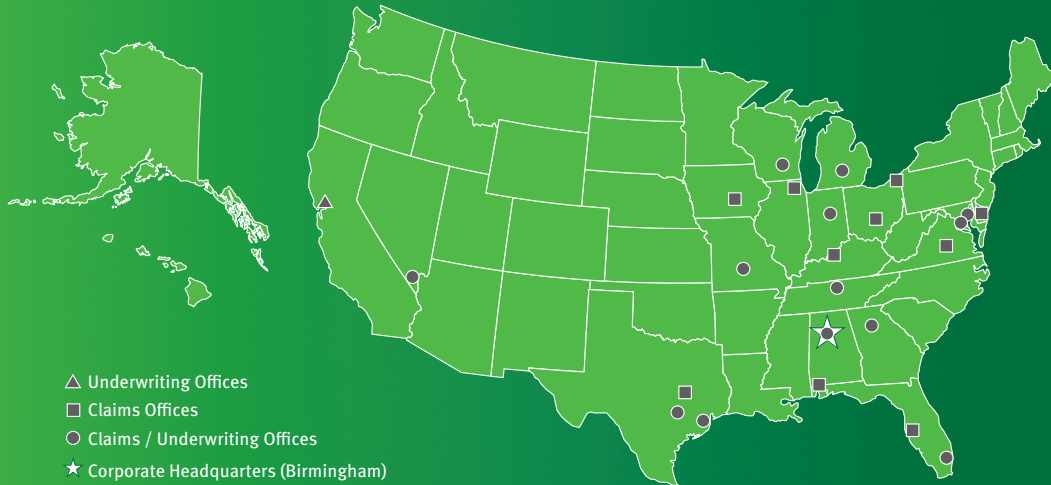 Underwriting Offices
Claims Offices
Claims / Underwriting Offices
Corporate Headquarters (Birmingham)